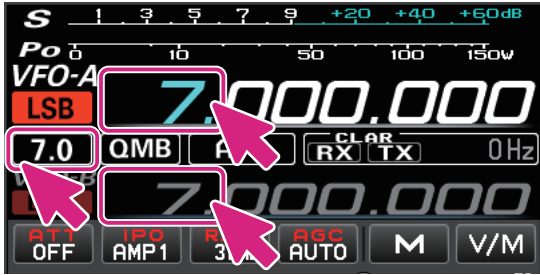 S 1 . 3 . 5 . 7 . 9 +20 +40 +60dB
Po 0 10 50 100 150W
VFO-A
LSB 7.000.000
7.0 QMB RX CLAR TX 0Hz
7.000.000
ATT IPO AGC
OFF AMP1 AUTO M V/M